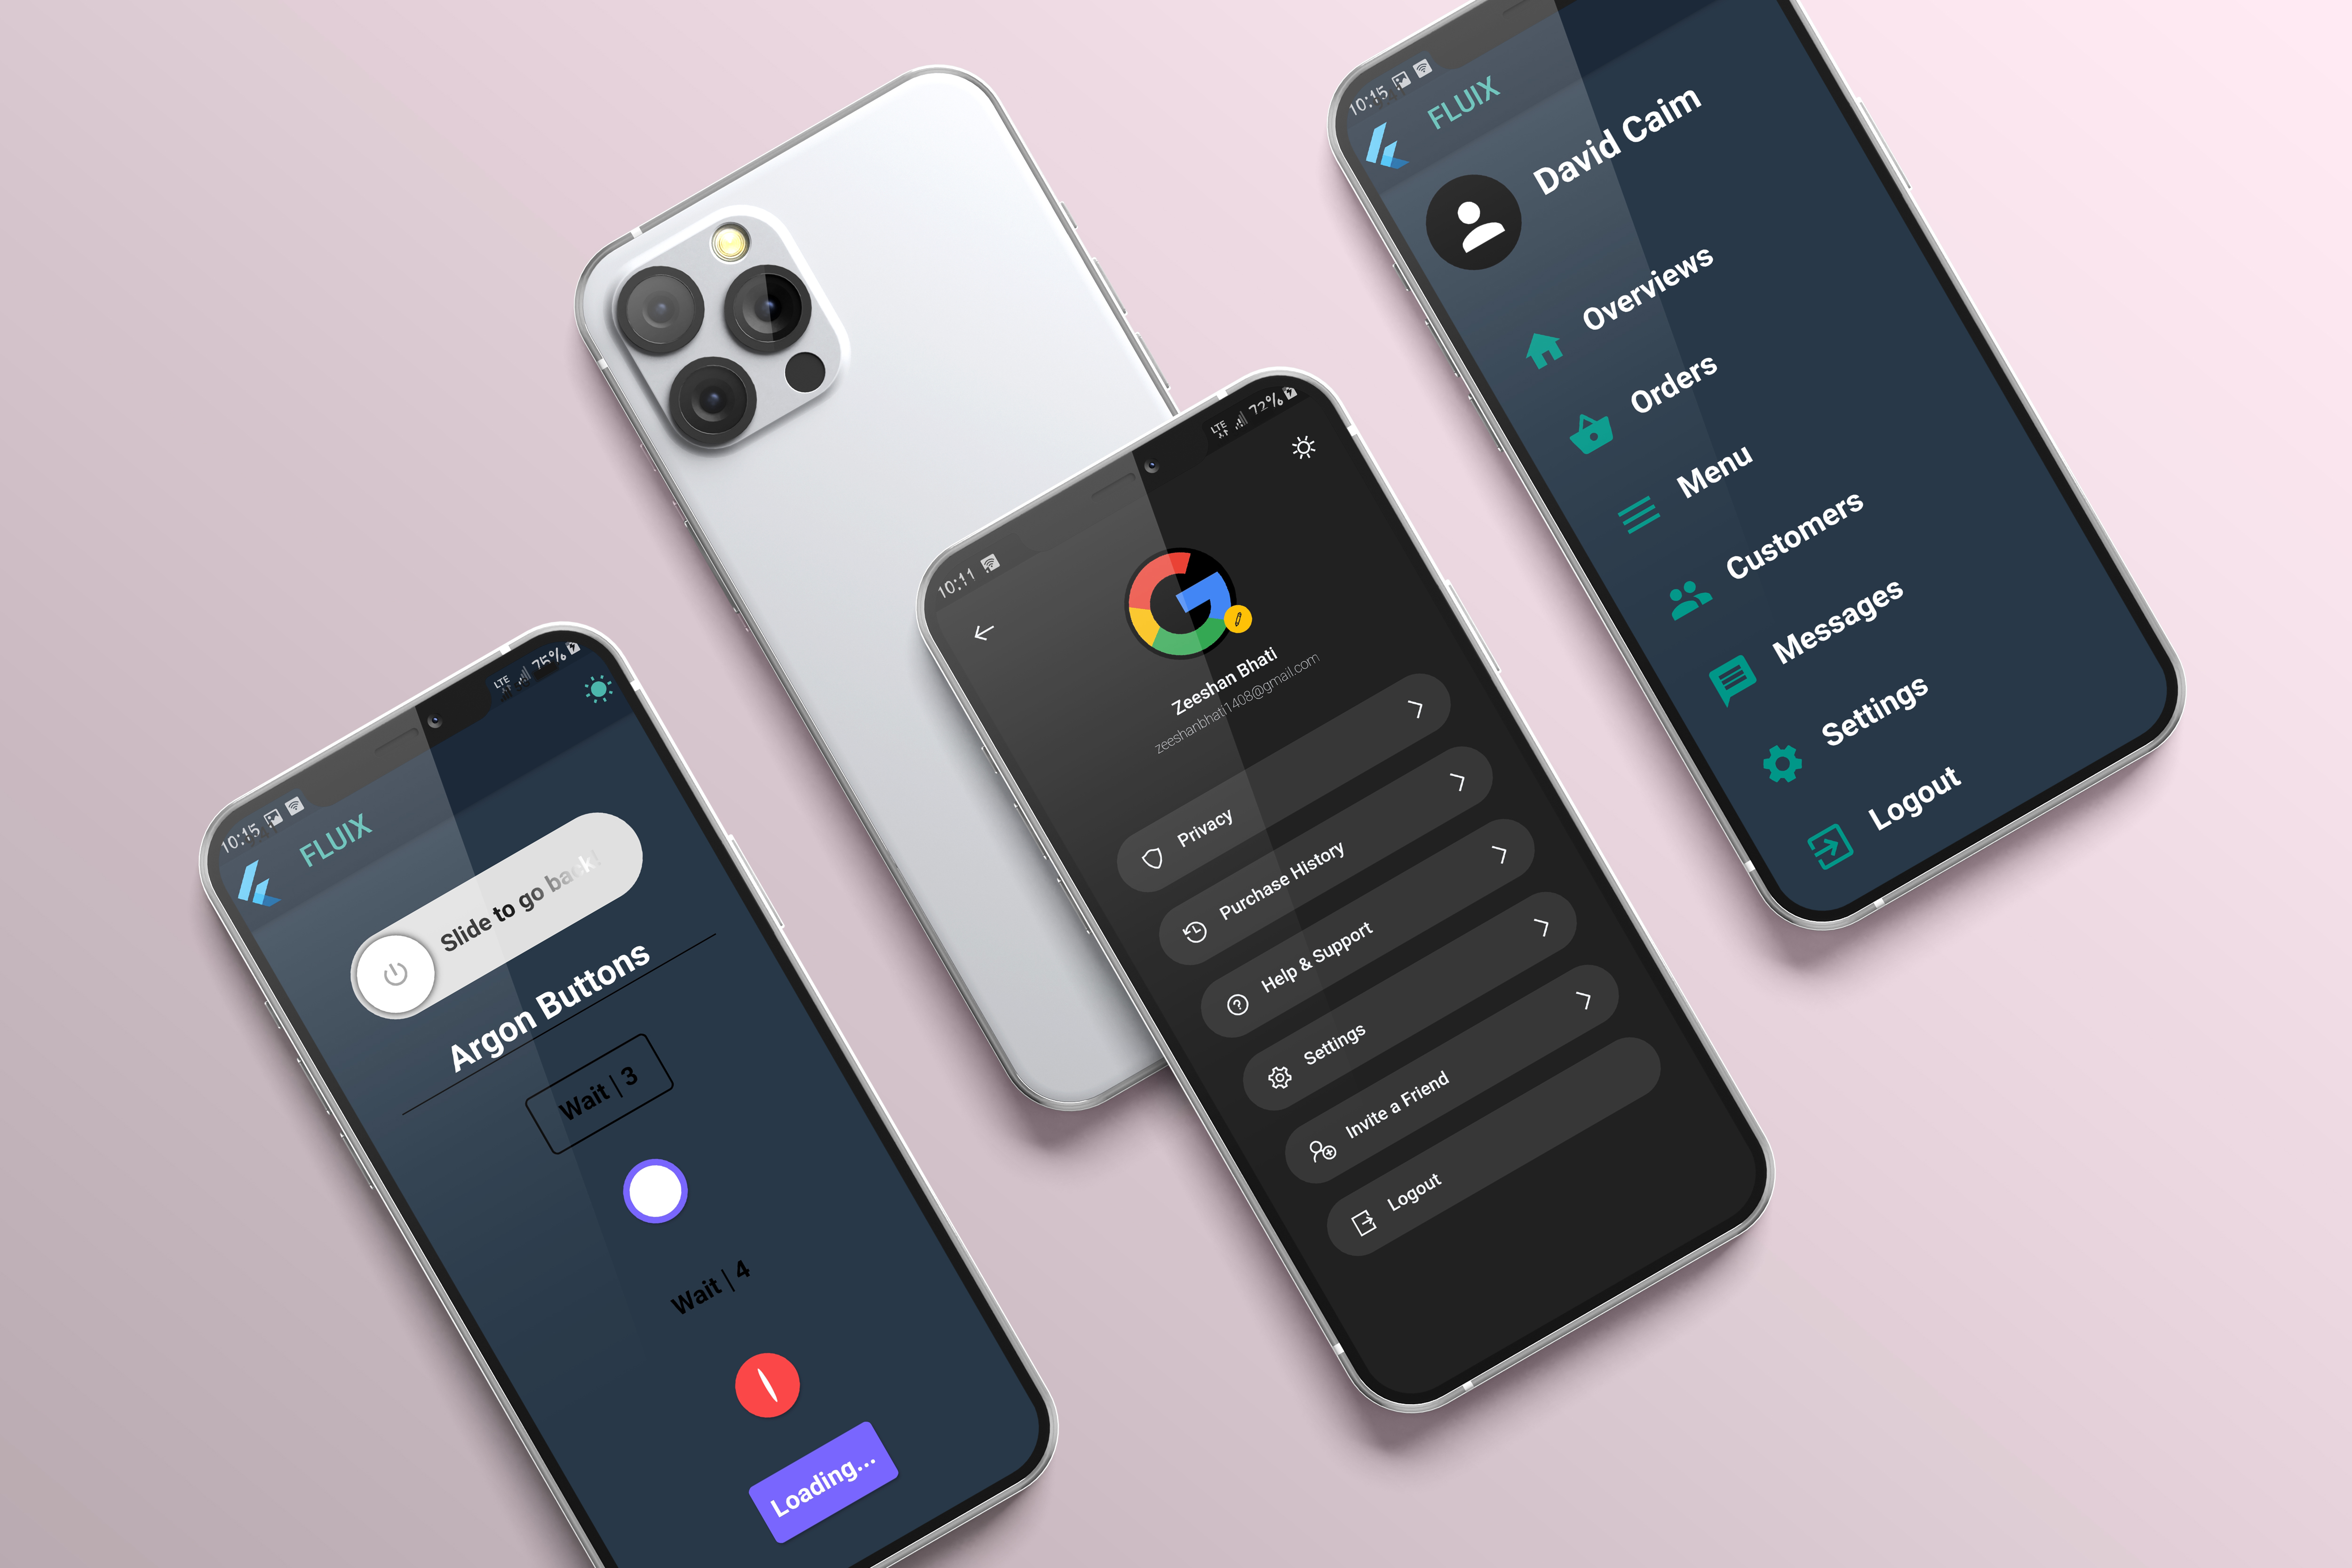 10:15
LTE 75%
FLUIX
Slide to go back!
Argon Buttons
Wait | 3
Wait | 4
Loading...
10:11
LTE 72%
Zeeshan Bhati
zeeshanbhati1408@gmail.com
Privacy
Purchase History
Help & Support
Settings
Invite a Friend
Logout
10:15
FLUIX
David Caim
Overviews
Orders
Menu
Customers
Messages
Settings
Logout